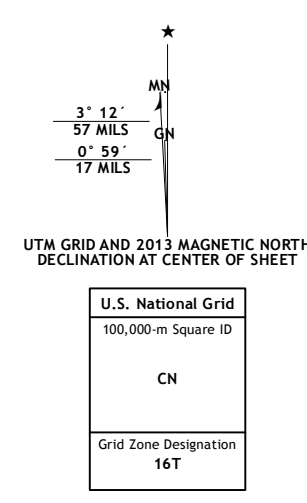 ★
MN
3° 12´
57 MILS
GN
0° 59´
17 MILS
UTM GRID AND 2013 MAGNETIC NORTH
DECLINATION AT CENTER OF SHEET
U.S. National Grid
100,000-m Square ID
CN
Grid Zone Designation
16T